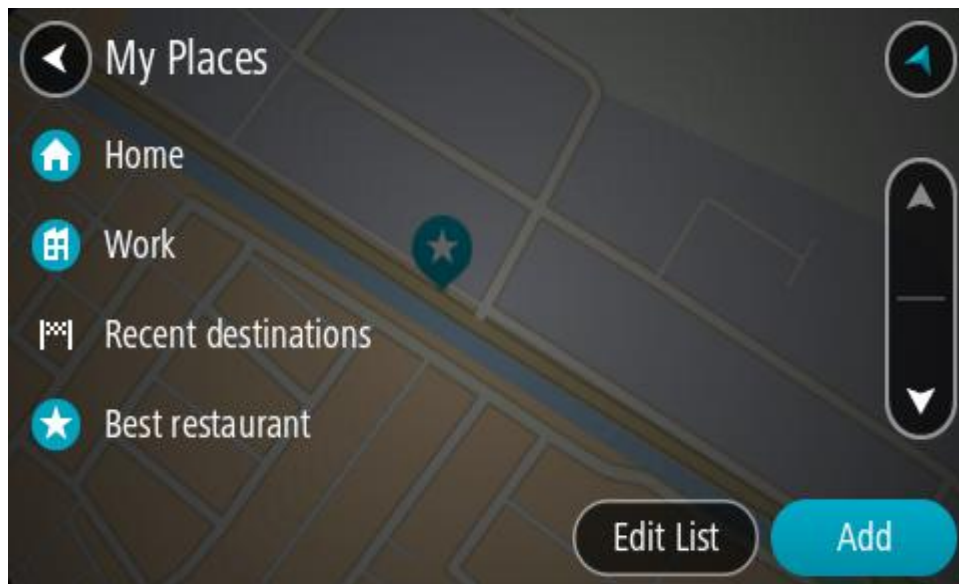 My Places
Home
Work
Recent destinations
Best restaurant
Edit List
Add